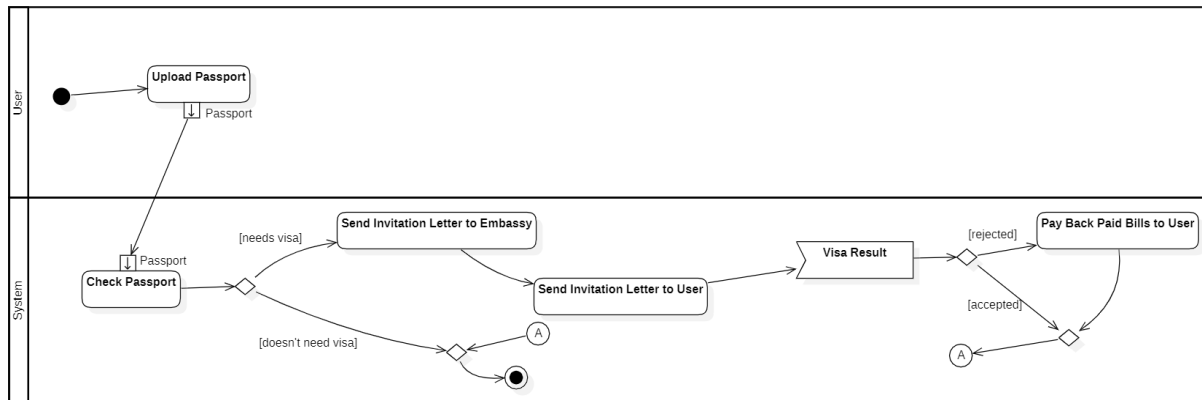 User
Upload Passport
Passport
System
Passport
Check Passport
[needs visa]
[doesn't need visa]
Send Invitation Letter to Embassy
Send Invitation Letter to User
A
Visa Result
[rejected]
[accepted]
Pay Back Paid Bills to User
A